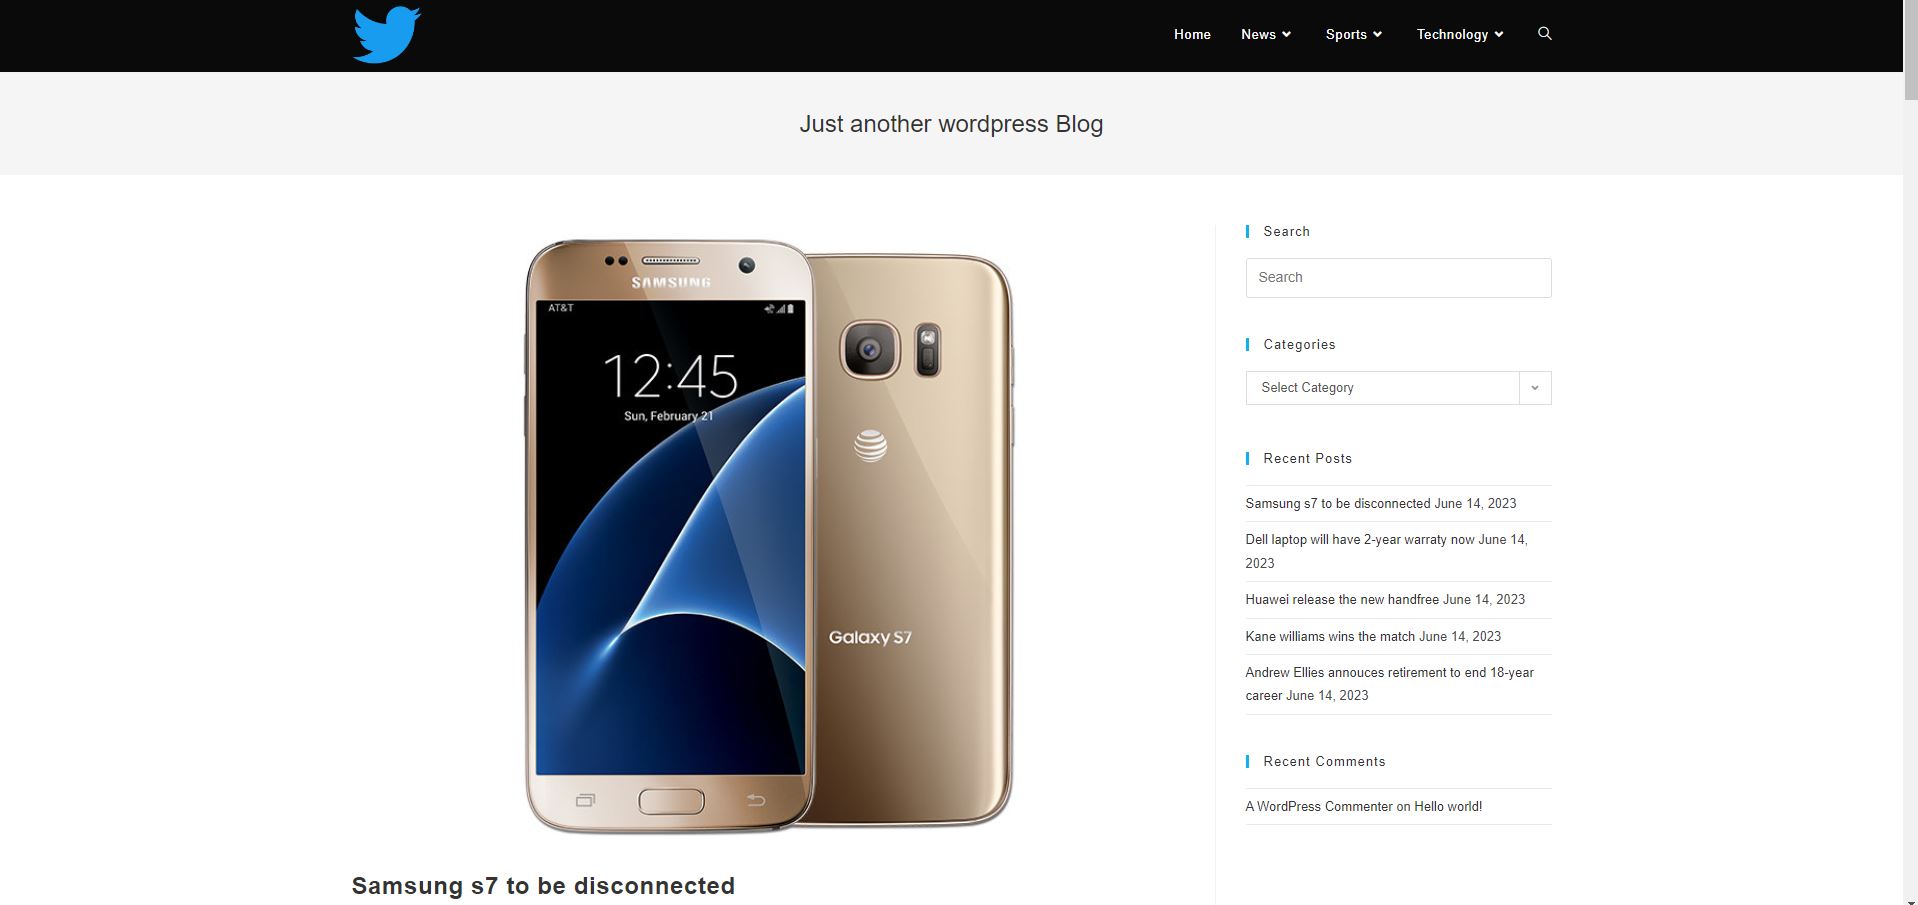 Home
News
Sports
Technology
Just another wordpress Blog
SAMSUNG
AT&T
12:45
Sun, February 21
Galaxy S7
Samsung s7 to be disconnected
Search
Search
Categories
Select Category
Recent Posts
Samsung s7 to be disconnected June 14, 2023
Dell laptop will have 2-year warraty now June 14,
2023
Huawei release the new handfree June 14, 2023
Kane williams wins the match June 14, 2023
Andrew Ellies annouces retirement to end 18-year
career June 14, 2023
Recent Comments
A WordPress Commenter on Hello world!